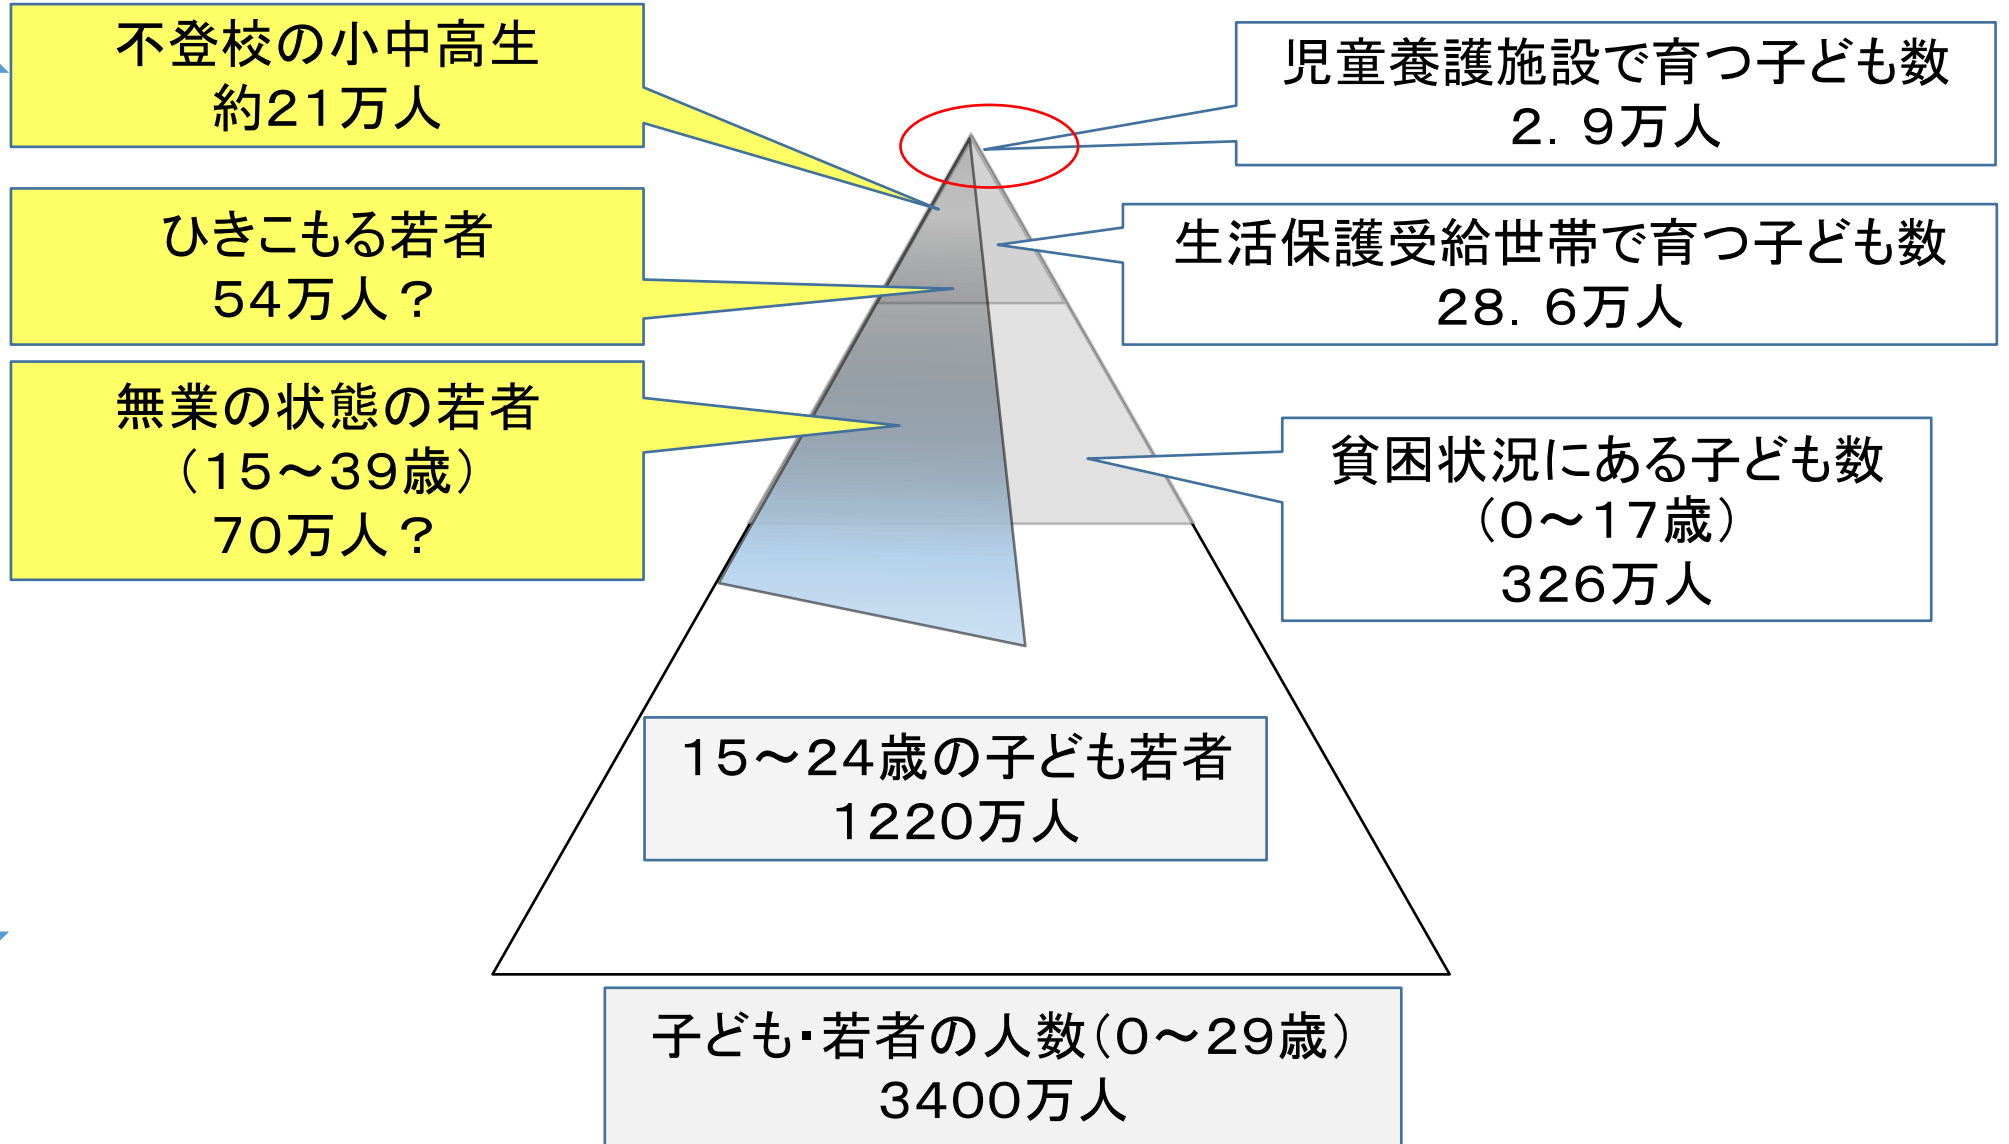 不登校の小中高生
約21万人
児童養護施設で育つ子ども数
2．9万人
ひきこもる若者
54万人？
生活保護受給世帯で育つ子ども数
28．6万人
無業の状態の若者
（15～39歳）
70万人？
貧困状況にある子ども数
（0～17歳）
326万人
15～24歳の子ども若者
1220万人
子ども・若者の人数（0～29歳）
3400万人